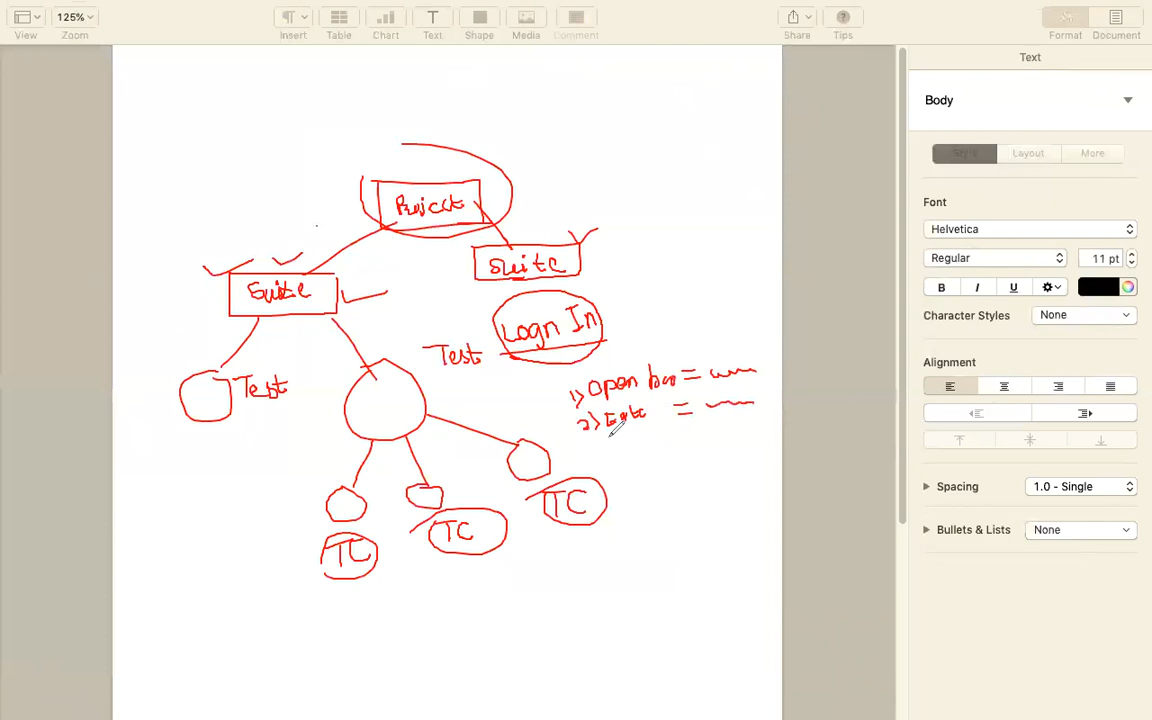 125%
View
Zoom
Insert
Table
Chart
Text
Shape
Media
Comment
Share
Tips
Format
Document
Text
Body
Style
Layout
More
Font
Helvetica
Regular
11 pt
B I U
Character Styles
None
Alignment
Spacing
1.0 - Single
Bullets & Lists
None
Project
Suite
Suite
Logn In
Test
Test
1) Open =
2) =
TC
TC
TC